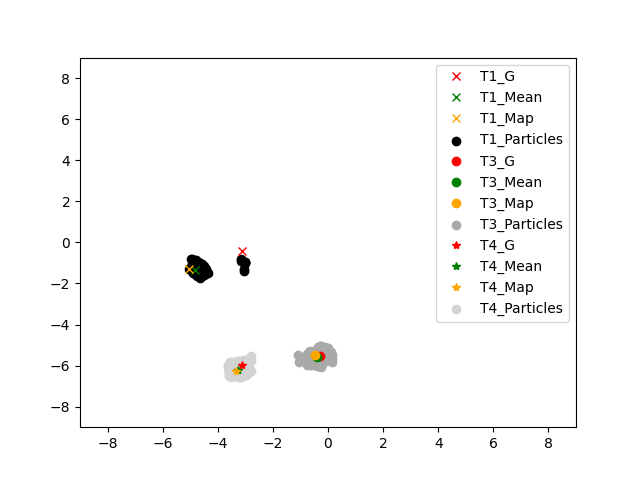 8
6
4
2
0
−2
−4
−6
−8
−8 −6 −4 −2 0 2 4 6 8
T1_G
T1_Mean
T1_Map
T1_Particles
T3_G
T3_Mean
T3_Map
T3_Particles
T4_G
T4_Mean
T4_Map
T4_Particles